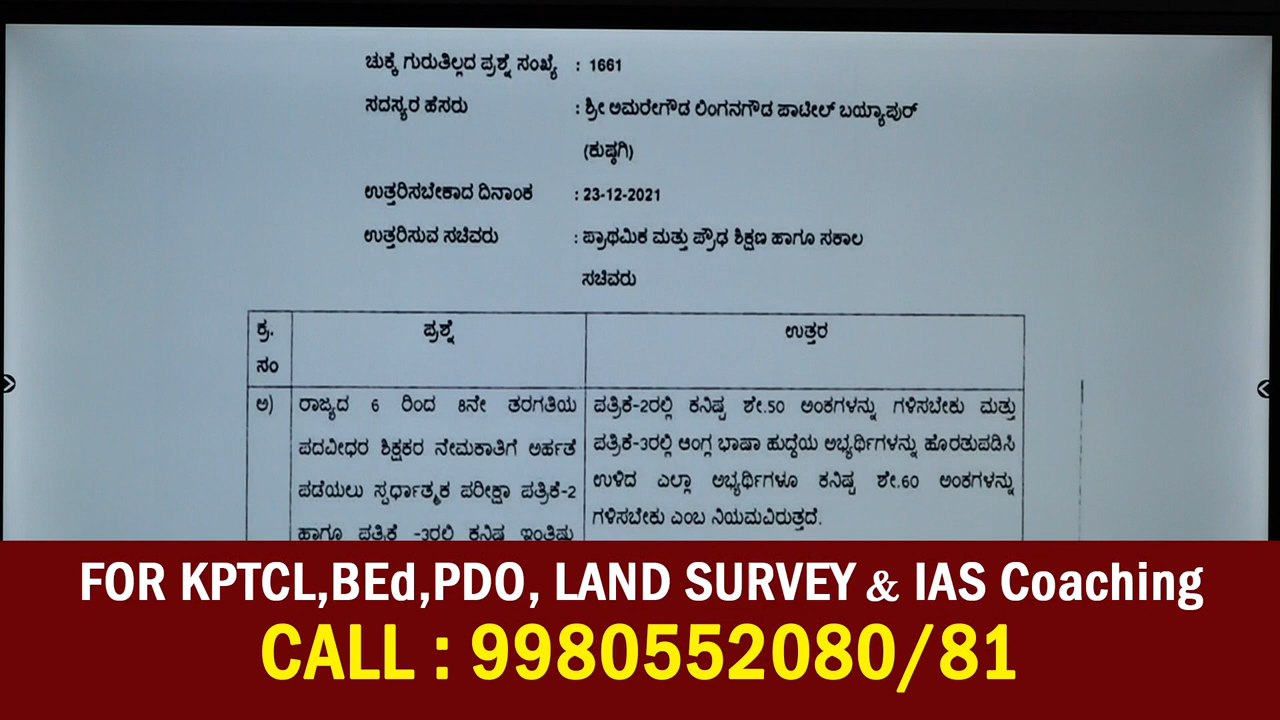 ಚುಕ್ಕೆ ಗುರುತಿಲ್ಲದ ಪ್ರಶ್ನೆ ಸಂಖ್ಯೆ : 1661
ಸದಸ್ಯರ ಹೆಸರು : ಶ್ರೀ ಅಮರೇಗೌಡ ಲಿಂಗನಗೌಡ ಪಾಟೀಲ್ ಬಯ್ಯಾಪುರ್
(ಕುಷ್ಠಗಿ)
ಉತ್ತರಿಸಬೇಕಾದ ದಿನಾಂಕ : 23-12-2021
ಉತ್ತರಿಸುವ ಸಚಿವರು : ಪ್ರಾಥಮಿಕ ಮತ್ತು ಪ್ರೌಢ ಶಿಕ್ಷಣ ಹಾಗೂ ಸಕಾಲ
ಸಚಿವರು
ಕ್ರ.
ಸಂ
ಪ್ರಶ್ನೆ
ಉತ್ತರ
ಅ)
ರಾಜ್ಯದ 6 ರಿಂದ 8ನೇ ತರಗತಿಯ
ಪದವೀಧರ ಶಿಕ್ಷಕರ ನೇಮಕಾತಿಗೆ ಅರ್ಹತೆ
ಪಡೆಯಲು ಸ್ಪರ್ಧಾತ್ಮಕ ಪರೀಕ್ಷಾ ಪತ್ರಿಕೆ-2
ಹಾಗೂ ಪತ್ರಿಕೆ -3ರಲ್ಲಿ ಕನಿಷ್ಠ ಇಂತಿಷ್ಟು
ಪತ್ರಿಕೆ-2ರಲ್ಲಿ ಕನಿಷ್ಟ ಶೇ.50 ಅಂಕಗಳನ್ನು ಗಳಿಸಬೇಕು ಮತ್ತು
ಪತ್ರಿಕೆ-3ರಲ್ಲಿ ಆಂಗ್ಲ ಭಾಷಾ ಹುದ್ದೆಯ ಅಭ್ಯರ್ಥಿಗಳನ್ನು ಹೊರತುಪಡಿಸಿ
ಉಳಿದ ಎಲ್ಲಾ ಅಭ್ಯರ್ಥಿಗಳೂ ಕನಿಷ್ಟ ಶೇ.60 ಅಂಕಗಳನ್ನು
ಗಳಿಸಬೇಕು ಎಂಬ ನಿಯಮವಿರುತ್ತದೆ.
FOR KPTCL,BEd,PDO, LAND SURVEY & IAS Coaching
CALL : 9980552080/81